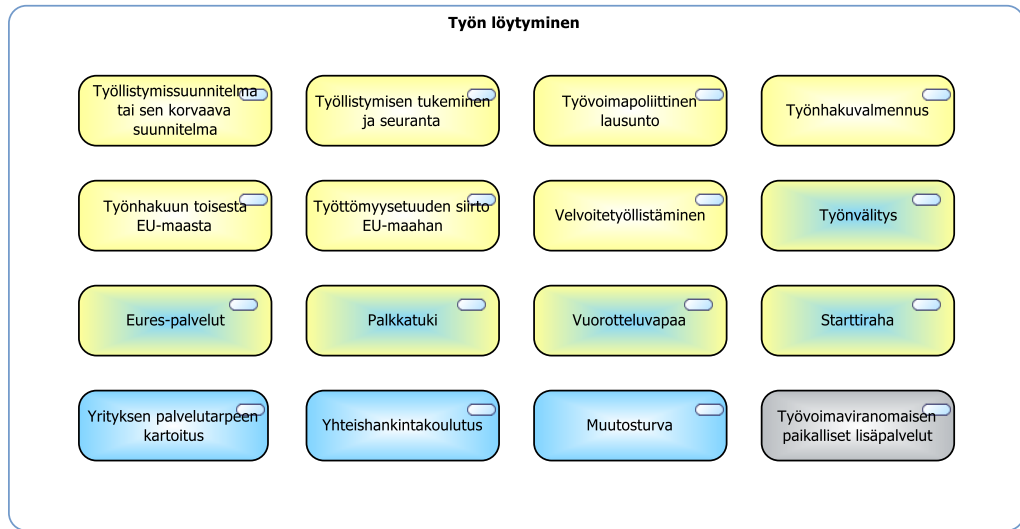 Työn löytyminen
Työllistymissuunnitelma
tai sen korvaava
suunnitelma
Työllistymisen tukeminen
ja seuranta
Työvoimapoliittinen
lausunto
Työnhakuvalmennus
Työnhakuun toisesta
EU-maasta
Työttömyysetuuden siirto
EU-maahan
Velvoitetyöllistäminen
Työnvälitys
Eures-palvelut
Palkkatuki
Vuorotteluvapaa
Starttiraha
Yrityksen palvelutarpeen
kartoitus
Yhteishankintakoulutus
Muutosturva
Työvoimaviranomaisen
paikalliset lisäpalvelut